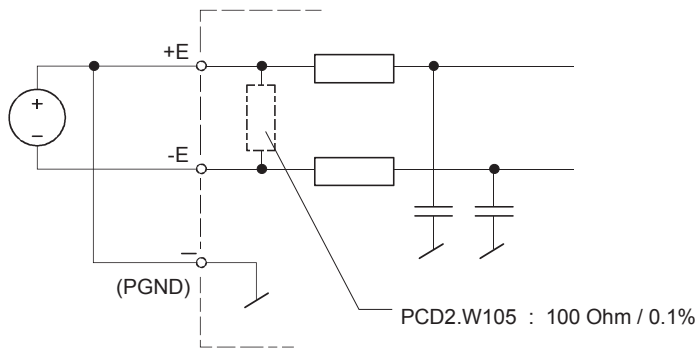 +E
+
–
-E
–
(PGND)
PCD2.W105 : 100 Ohm / 0.1%